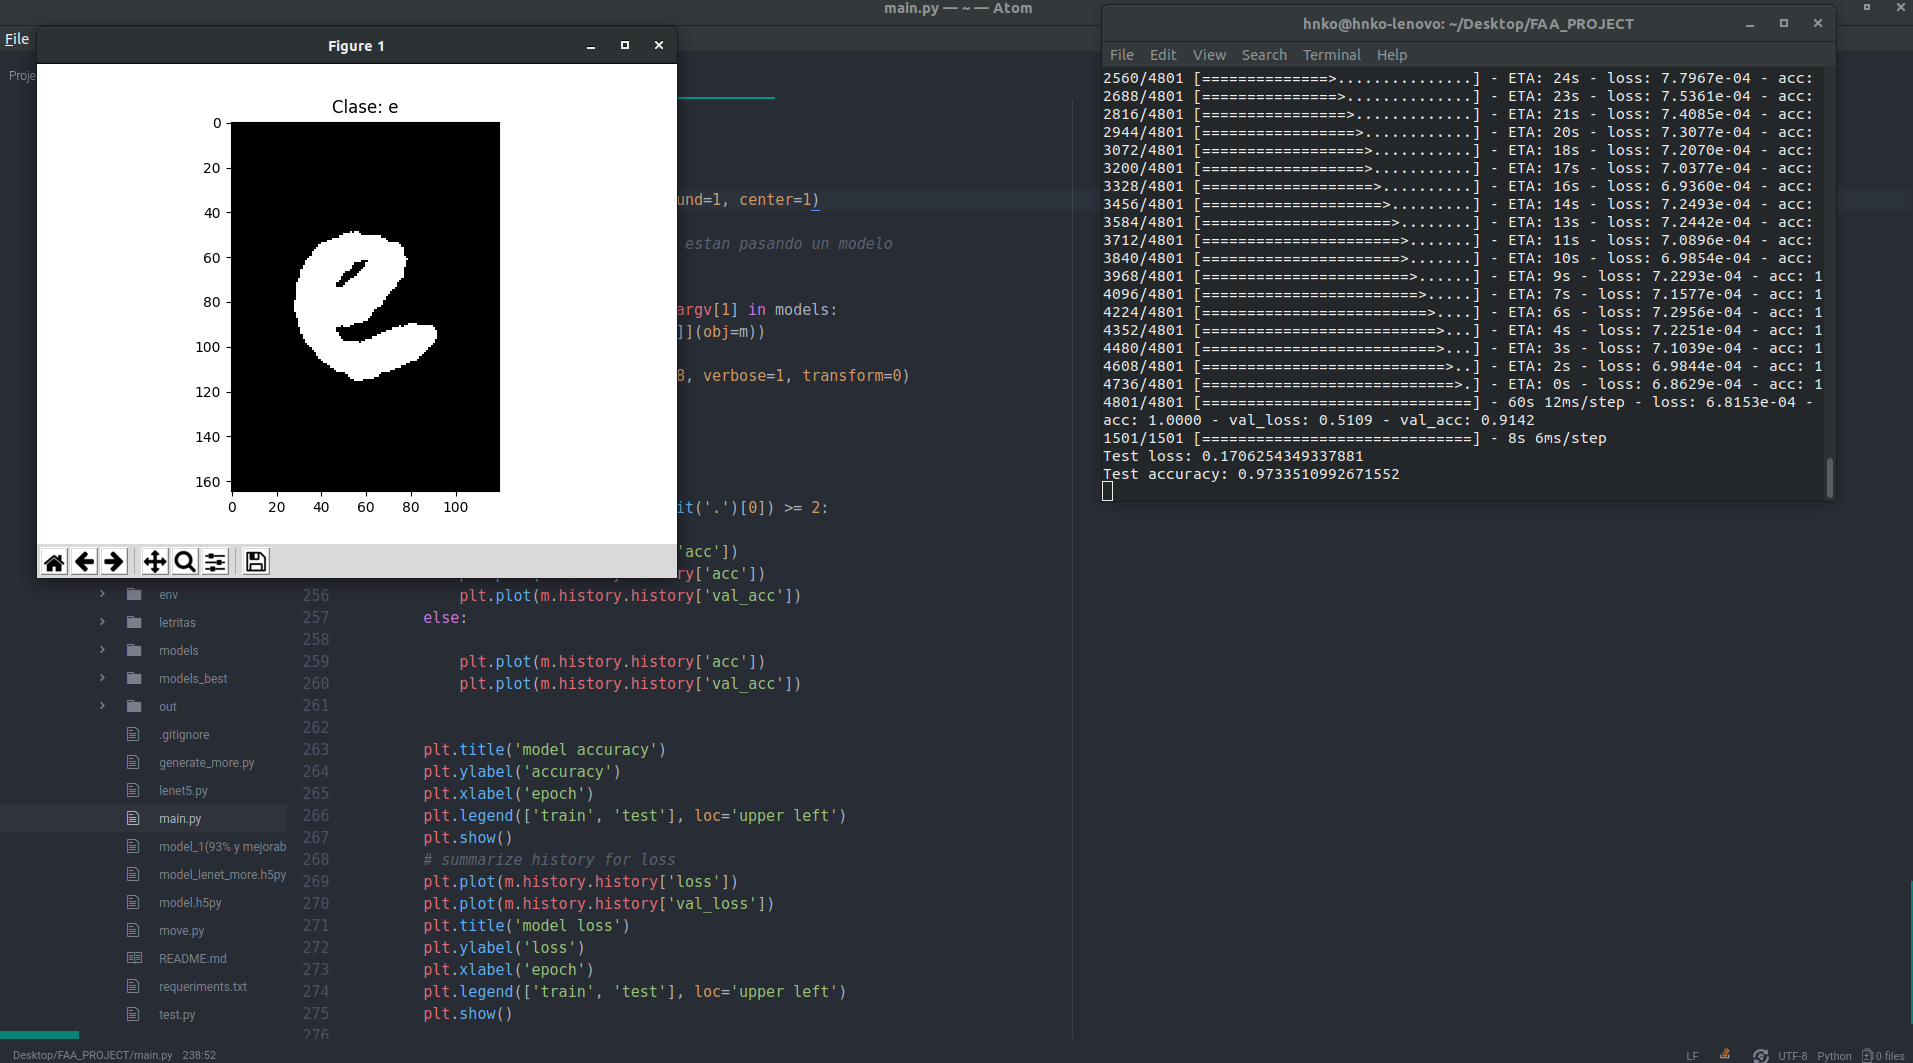 main.py — ~ — Atom
File
Proje
Figure 1
Clase: e
0
20
40
60
80
100
120
140
160
0 20 40 60 80 100
und=1, center=1)
estan pasando un modelo
argv[1] in models:
]](obj=m))
8, verbose=1, transform=0)
it('.')[0]) >= 2:
'acc'])
ry['acc'])
256 plt.plot(m.history.history['val_acc'])
257 else:
258
259 plt.plot(m.history.history['acc'])
260 plt.plot(m.history.history['val_acc'])
261
262
263 plt.title('model accuracy')
264 plt.ylabel('accuracy')
265 plt.xlabel('epoch')
266 plt.legend(['train', 'test'], loc='upper left')
267 plt.show()
268 # summarize history for loss
269 plt.plot(m.history.history['loss'])
270 plt.plot(m.history.history['val_loss'])
271 plt.title('model loss')
272 plt.ylabel('loss')
273 plt.xlabel('epoch')
274 plt.legend(['train', 'test'], loc='upper left')
275 plt.show()
276
env
letritas
models
models_best
out
.gitignore
generate_more.py
lenet5.py
main.py
model_1(93% y mejorab
model_lenet_more.h5py
model.h5py
move.py
README.md
requeriments.txt
test.py
hnko@hnko-lenovo: ~/Desktop/FAA_PROJECT
File Edit View Search Terminal Help
2560/4801 [==============>...............] - ETA: 24s - loss: 7.7967e-04 - acc:
2688/4801 [===============>..............] - ETA: 23s - loss: 7.5361e-04 - acc:
2816/4801 [================>.............] - ETA: 21s - loss: 7.4085e-04 - acc:
2944/4801 [=================>............] - ETA: 20s - loss: 7.3077e-04 - acc:
3072/4801 [==================>...........] - ETA: 18s - loss: 7.2070e-04 - acc:
3200/4801 [==================>...........] - ETA: 17s - loss: 7.0377e-04 - acc:
3328/4801 [===================>..........] - ETA: 16s - loss: 6.9360e-04 - acc:
3456/4801 [====================>.........] - ETA: 14s - loss: 7.2493e-04 - acc:
3584/4801 [=====================>........] - ETA: 13s - loss: 7.2442e-04 - acc:
3712/4801 [======================>.......] - ETA: 11s - loss: 7.0896e-04 - acc:
3840/4801 [======================>.......] - ETA: 10s - loss: 6.9854e-04 - acc:
3968/4801 [=======================>......] - ETA: 9s - loss: 7.2293e-04 - acc: 1
4096/4801 [========================>.....] - ETA: 7s - loss: 7.1577e-04 - acc: 1
4224/4801 [=========================>....] - ETA: 6s - loss: 7.2956e-04 - acc: 1
4352/4801 [==========================>...] - ETA: 4s - loss: 7.2251e-04 - acc: 1
4480/4801 [==========================>...] - ETA: 3s - loss: 7.1039e-04 - acc: 1
4608/4801 [===========================>..] - ETA: 2s - loss: 6.9844e-04 - acc: 1
4736/4801 [============================>.] - ETA: 0s - loss: 6.8629e-04 - acc: 1
4801/4801 [==============================] - 60s 12ms/step - loss: 6.8153e-04 -
acc: 1.0000 - val_loss: 0.5109 - val_acc: 0.9142
1501/1501 [==============================] - 8s 6ms/step
Test loss: 0.1706254349337881
Test accuracy: 0.9733510992671552
Desktop/FAA_PROJECT/main.py 238:52
LF UTF-8 Python 0 files